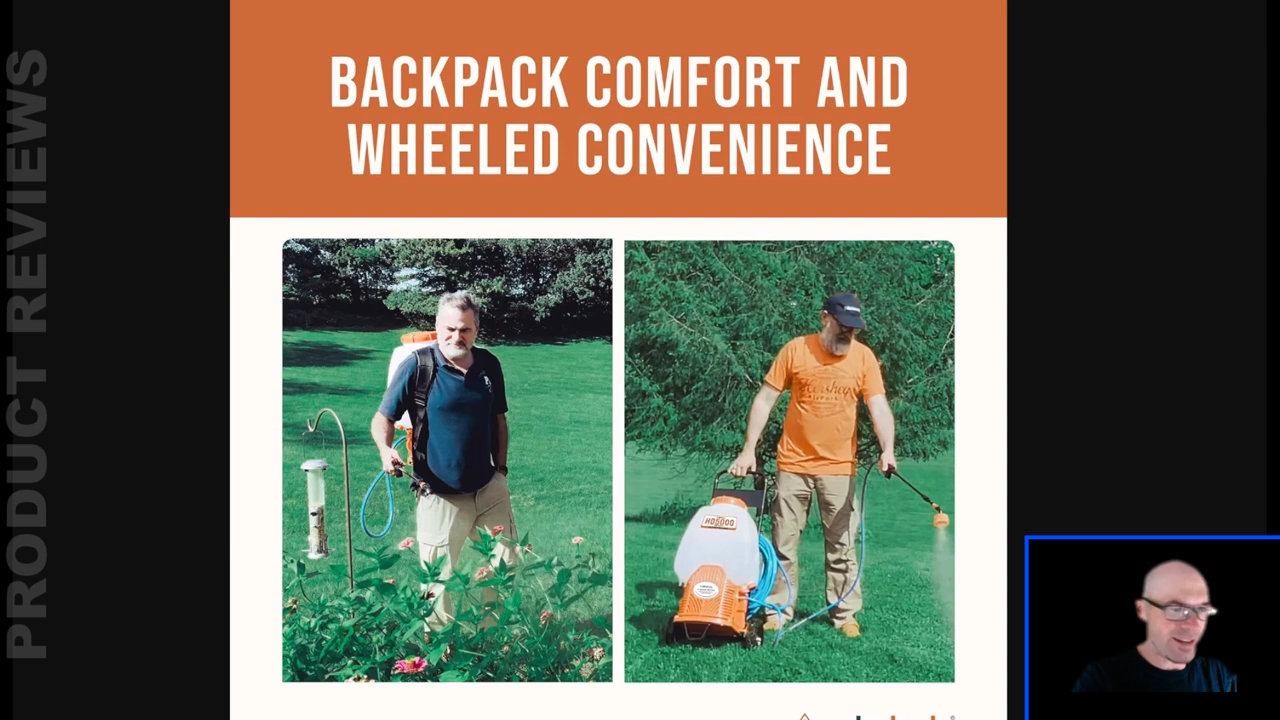 PRODUCT REVIEWS
BACKPACK COMFORT AND
WHEELED CONVENIENCE
HD5000